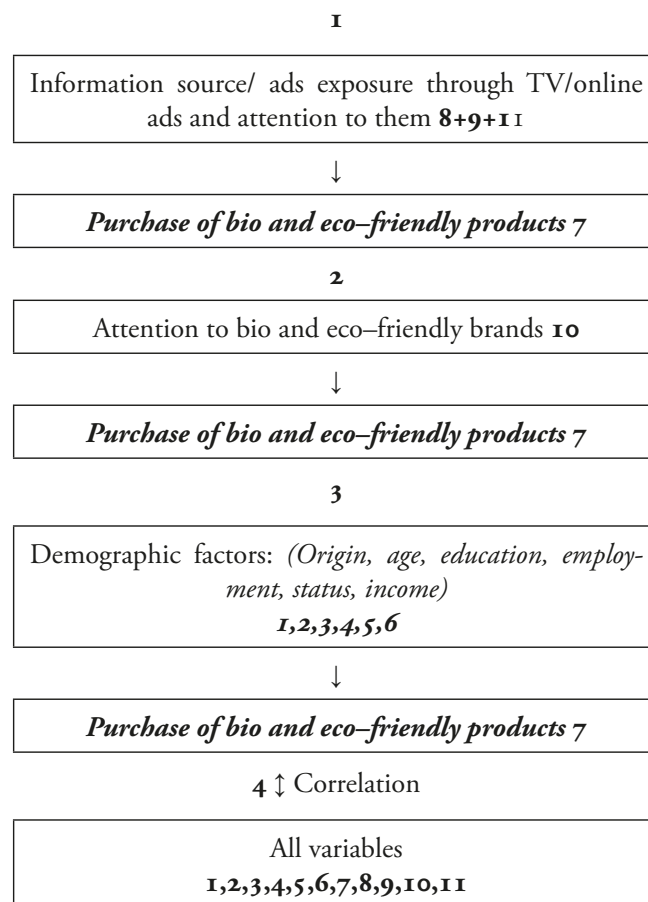 1
Information source/ ads exposure through TV/online
ads and attention to them 8+9+11
↓
Purchase of bio and eco–friendly products 7
2
Attention to bio and eco–friendly brands 10
↓
Purchase of bio and eco–friendly products 7
3
Demographic factors: (Origin, age, education, employ-
ment, status, income)
1,2,3,4,5,6
↓
Purchase of bio and eco–friendly products 7
4 ↕ Correlation
All variables
1,2,3,4,5,6,7,8,9,10,11